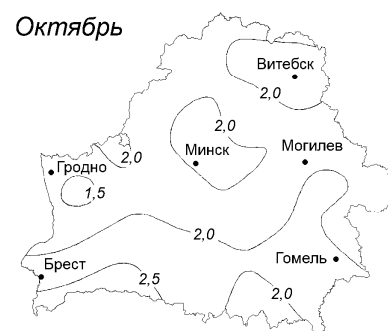 Октябрь
Витебск
2,0
2,0
Минск
Могилев
2,0
Гродно
1,5
2,0
Гомель
Брест
2,5
2,0